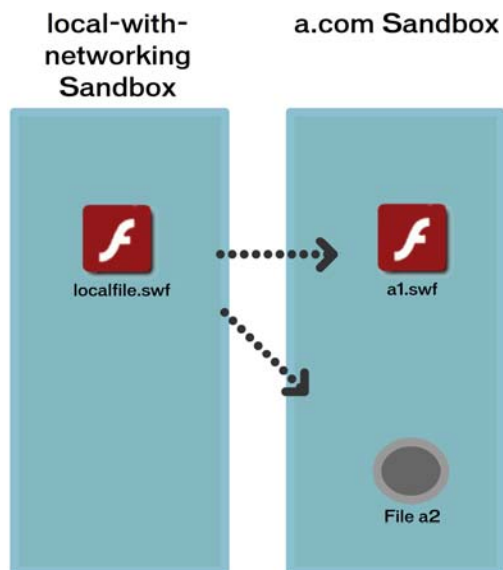 local-with-
networking
Sandbox
a.com Sandbox
localfile.swf
a1.swf
File a2